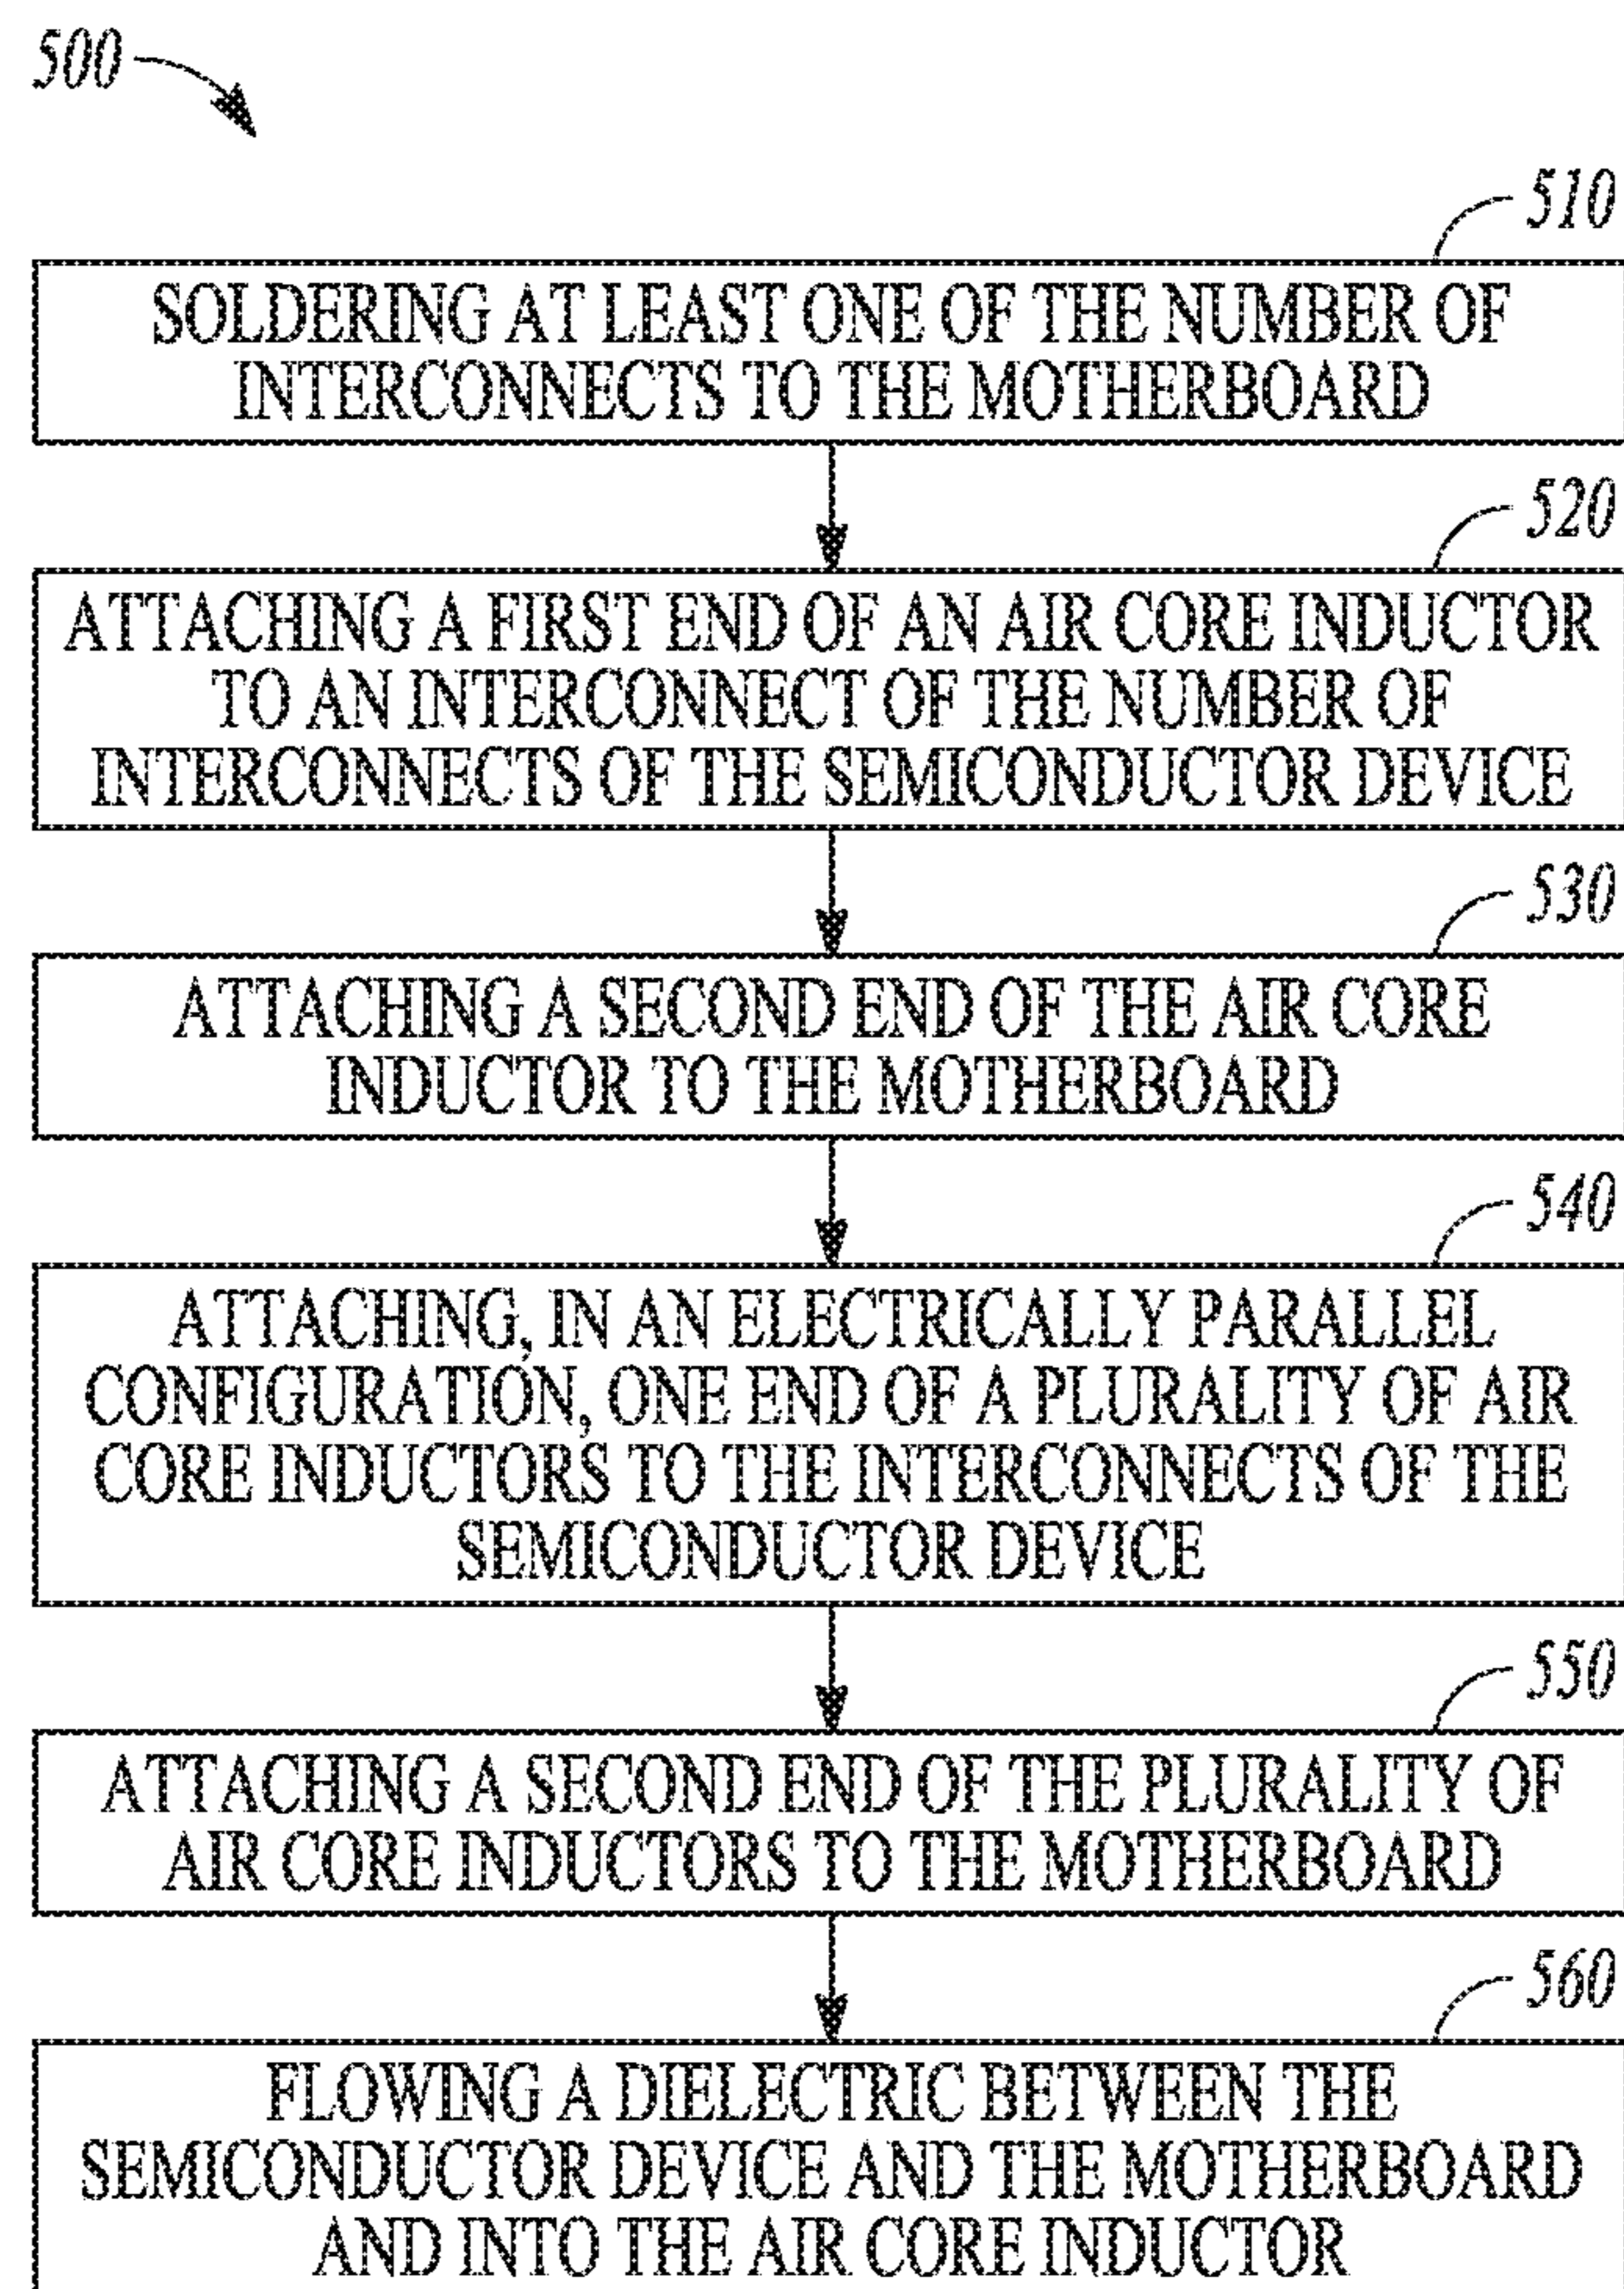 500
510
SOLDERING AT LEAST ONE OF THE NUMBER OF
INTERCONNECTS TO THE MOTHERBOARD
520
ATTACHING A FIRST END OF AN AIR CORE INDUCTOR
TO AN INTERCONNECT OF THE NUMBER OF
INTERCONNECTS OF THE SEMICONDUCTOR DEVICE
530
ATTACHING A SECOND END OF THE AIR CORE
INDUCTOR TO THE MOTHERBOARD
540
ATTACHING, IN AN ELECTRICALLY PARALLEL
CONFIGURATION, ONE END OF A PLURALITY OF AIR
CORE INDUCTORS TO THE INTERCONNECTS OF THE
SEMICONDUCTOR DEVICE
550
ATTACHING A SECOND END OF THE PLURALITY OF
AIR CORE INDUCTORS TO THE MOTHERBOARD
560
FLOWING A DIELECTRIC BETWEEN THE
SEMICONDUCTOR DEVICE AND THE MOTHERBOARD
AND INTO THE AIR CORE INDUCTOR